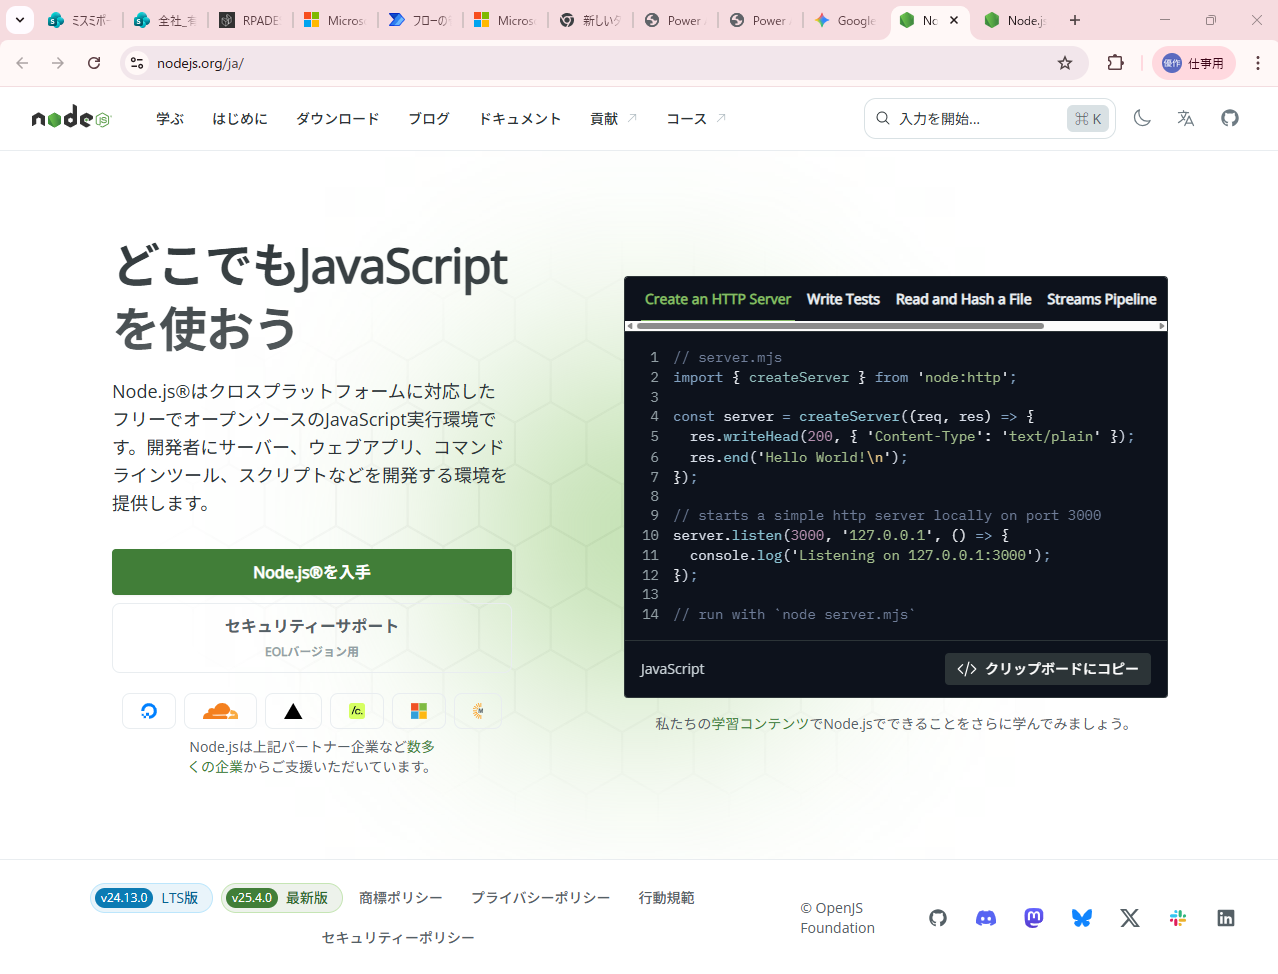 ミスミポー
全社_有
RPADE
Micros
フローの
Micros
新しいタ
Power
Power
Google
No
Node.js
nodejs.org/ja/
優作 仕事用
node JS
学ぶ はじめに ダウンロード ブログ ドキュメント 貢献 コース
入力を開始... ⌘ K
どこでもJavaScript
を使おう
Node.js®はクロスプラットフォームに対応した
フリーでオープンソースのJavaScript実行環境で
す。開発者にサーバー、ウェブアプリ、コマンド
ラインツール、スクリプトなどを開発する環境を
提供します。
Node.js®を入手
セキュリティーサポート
EOLバージョン用
/c.
M
Node.jsは上記パートナー企業など数多
くの企業からご支援いただいています。
Create an HTTP Server Write Tests Read and Hash a File Streams Pipeline
1 // server.mjs
2 import { createServer } from 'node:http';
3
4 const server = createServer((req, res) => {
5 res.writeHead(200, { 'Content-Type': 'text/plain' });
6 res.end('Hello World!\n');
7 });
8
9 // starts a simple http server locally on port 3000
10 server.listen(3000, '127.0.0.1', () => {
11 console.log('Listening on 127.0.0.1:3000');
12 });
13
14 // run with `node server.mjs`
JavaScript
</> クリップボードにコピー
私たちの学習コンテンツでNode.jsでできることをさらに学んでみましょう。
v24.13.0 LTS版 v25.4.0 最新版 商標ポリシー プライバシーポリシー 行動規範
セキュリティーポリシー
© OpenJS
Foundation